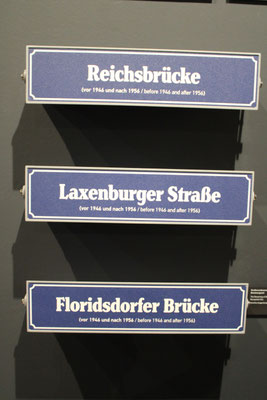 Reichsbrücke
(vor 1946 und nach 1956 / before 1946 and after 1956)
Laxenburger Straße
(vor 1946 und nach 1956 / before 1946 and after 1956)
Floridsdorfer Brücke
(vor 1946 und nach 1956 / before 1946 and after 1956)